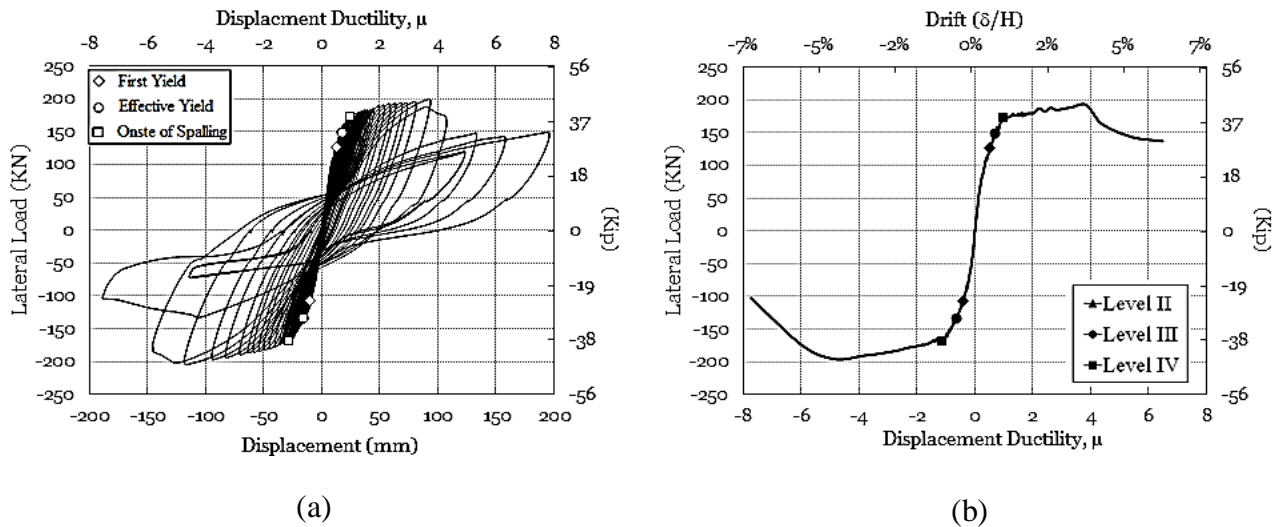 Displacment Ductility, μ
-8 -6 -4 -2 0 2 4 6 8
250 200 150 100 50 0 -50 -100 -150 -200 -250
Lateral Load (KN)
First Yield
Effective Yield
Onste of Spalling
56 37 18 0 -19 -38 -56
(Kip)
-200 -150 -100 -50 0 50 100 150 200
Displacement (mm)
(a)
Drift (δ/H)
-7% -5% -3% -1% 0% 2% 3% 5% 7%
250 200 150 100 50 0 -50 -100 -150 -200 -250
Lateral Load (KN)
Level II
Level III
Level IV
56 37 18 0 -19 -38 -56
(Kip)
-8 -6 -4 -2 0 2 4 6 8
Displacement Ductility, μ
(b)